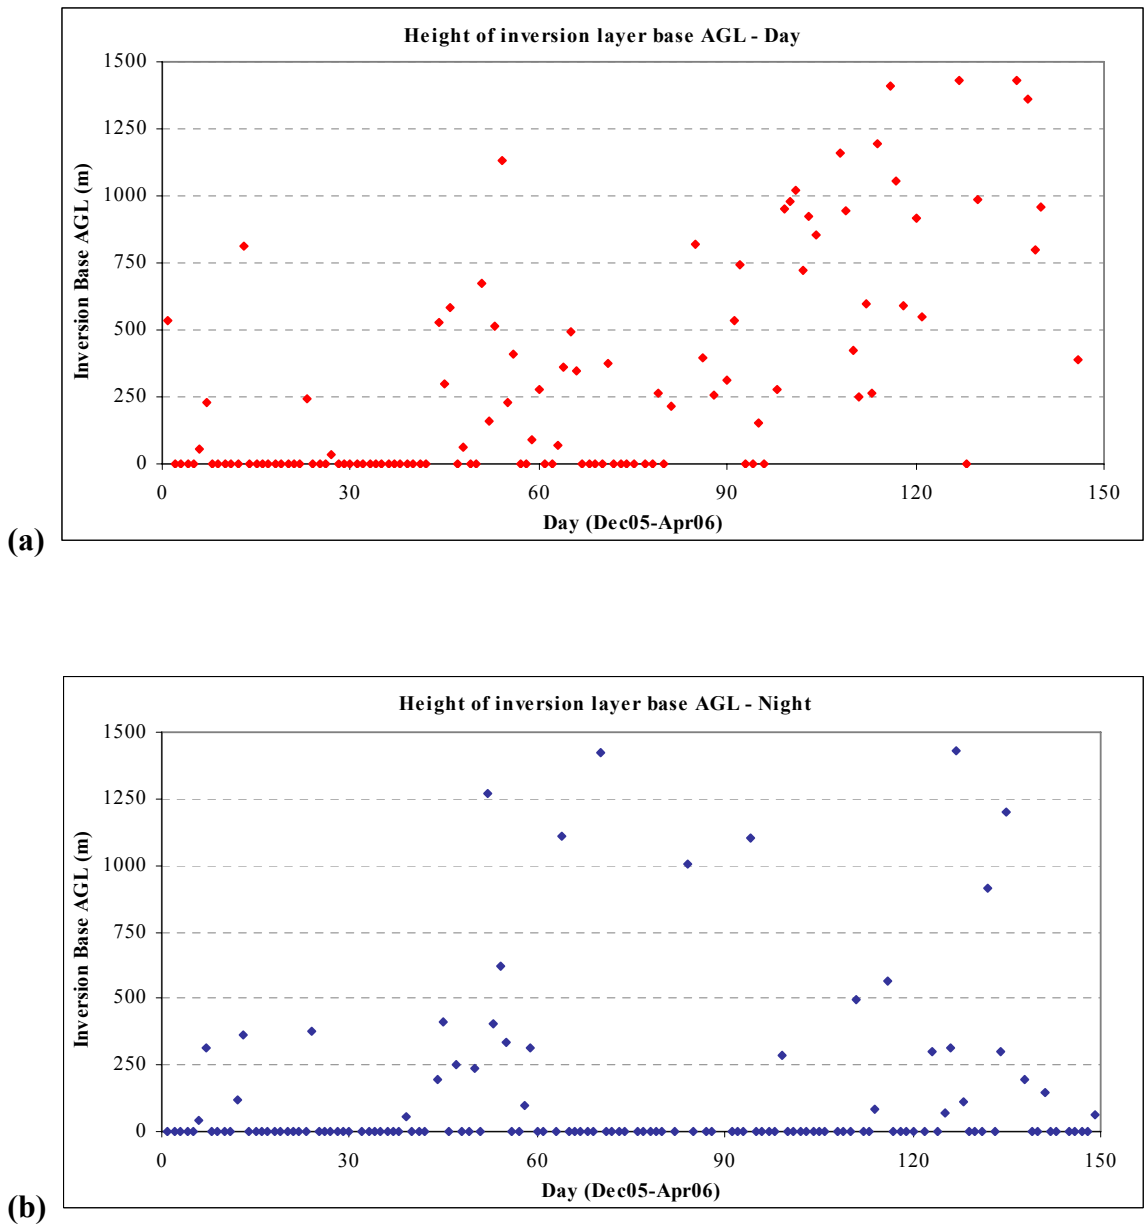 Height of inversion layer base AGL - Day
1500
1250
1000
750
500
250
0
Inversion Base AGL (m)
0 30 60 90 120 150
Day (Dec05-Apr06)
(a)
Height of inversion layer base AGL - Night
1500
1250
1000
750
500
250
0
Inversion Base AGL (m)
0 30 60 90 120 150
Day (Dec05-Apr06)
(b)